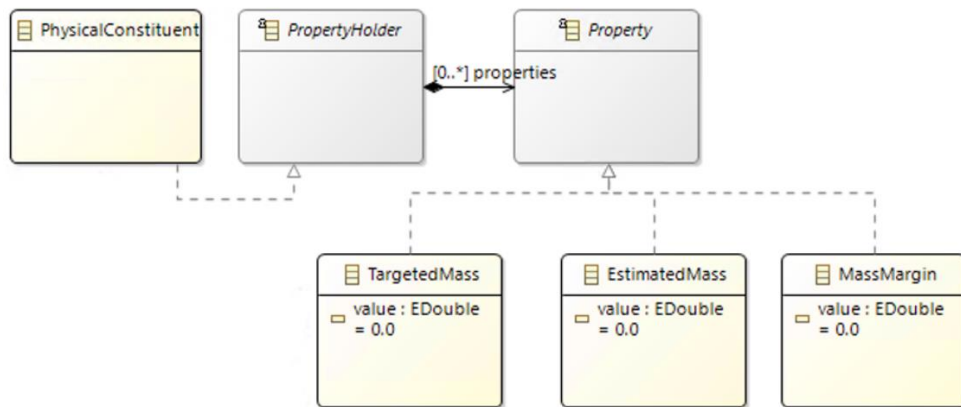 PhysicalConstituent
PropertyHolder
Property
[0..*] properties
TargetedMass
value : EDouble
= 0.0
EstimatedMass
value : EDouble
= 0.0
MassMargin
value : EDouble
= 0.0